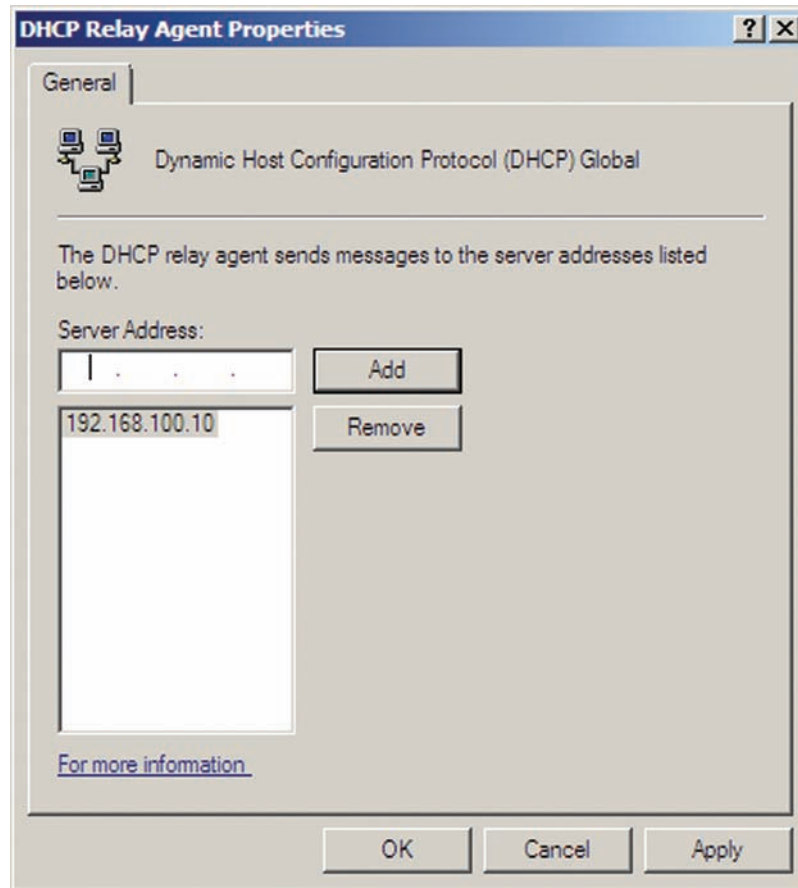 DHCP Relay Agent Properties
General
Dynamic Host Configuration Protocol (DHCP) Global
The DHCP relay agent sends messages to the server addresses listed
below.
Server Address:
. . .
Add
192.168.100.10
Remove
For more information
OK Cancel Apply